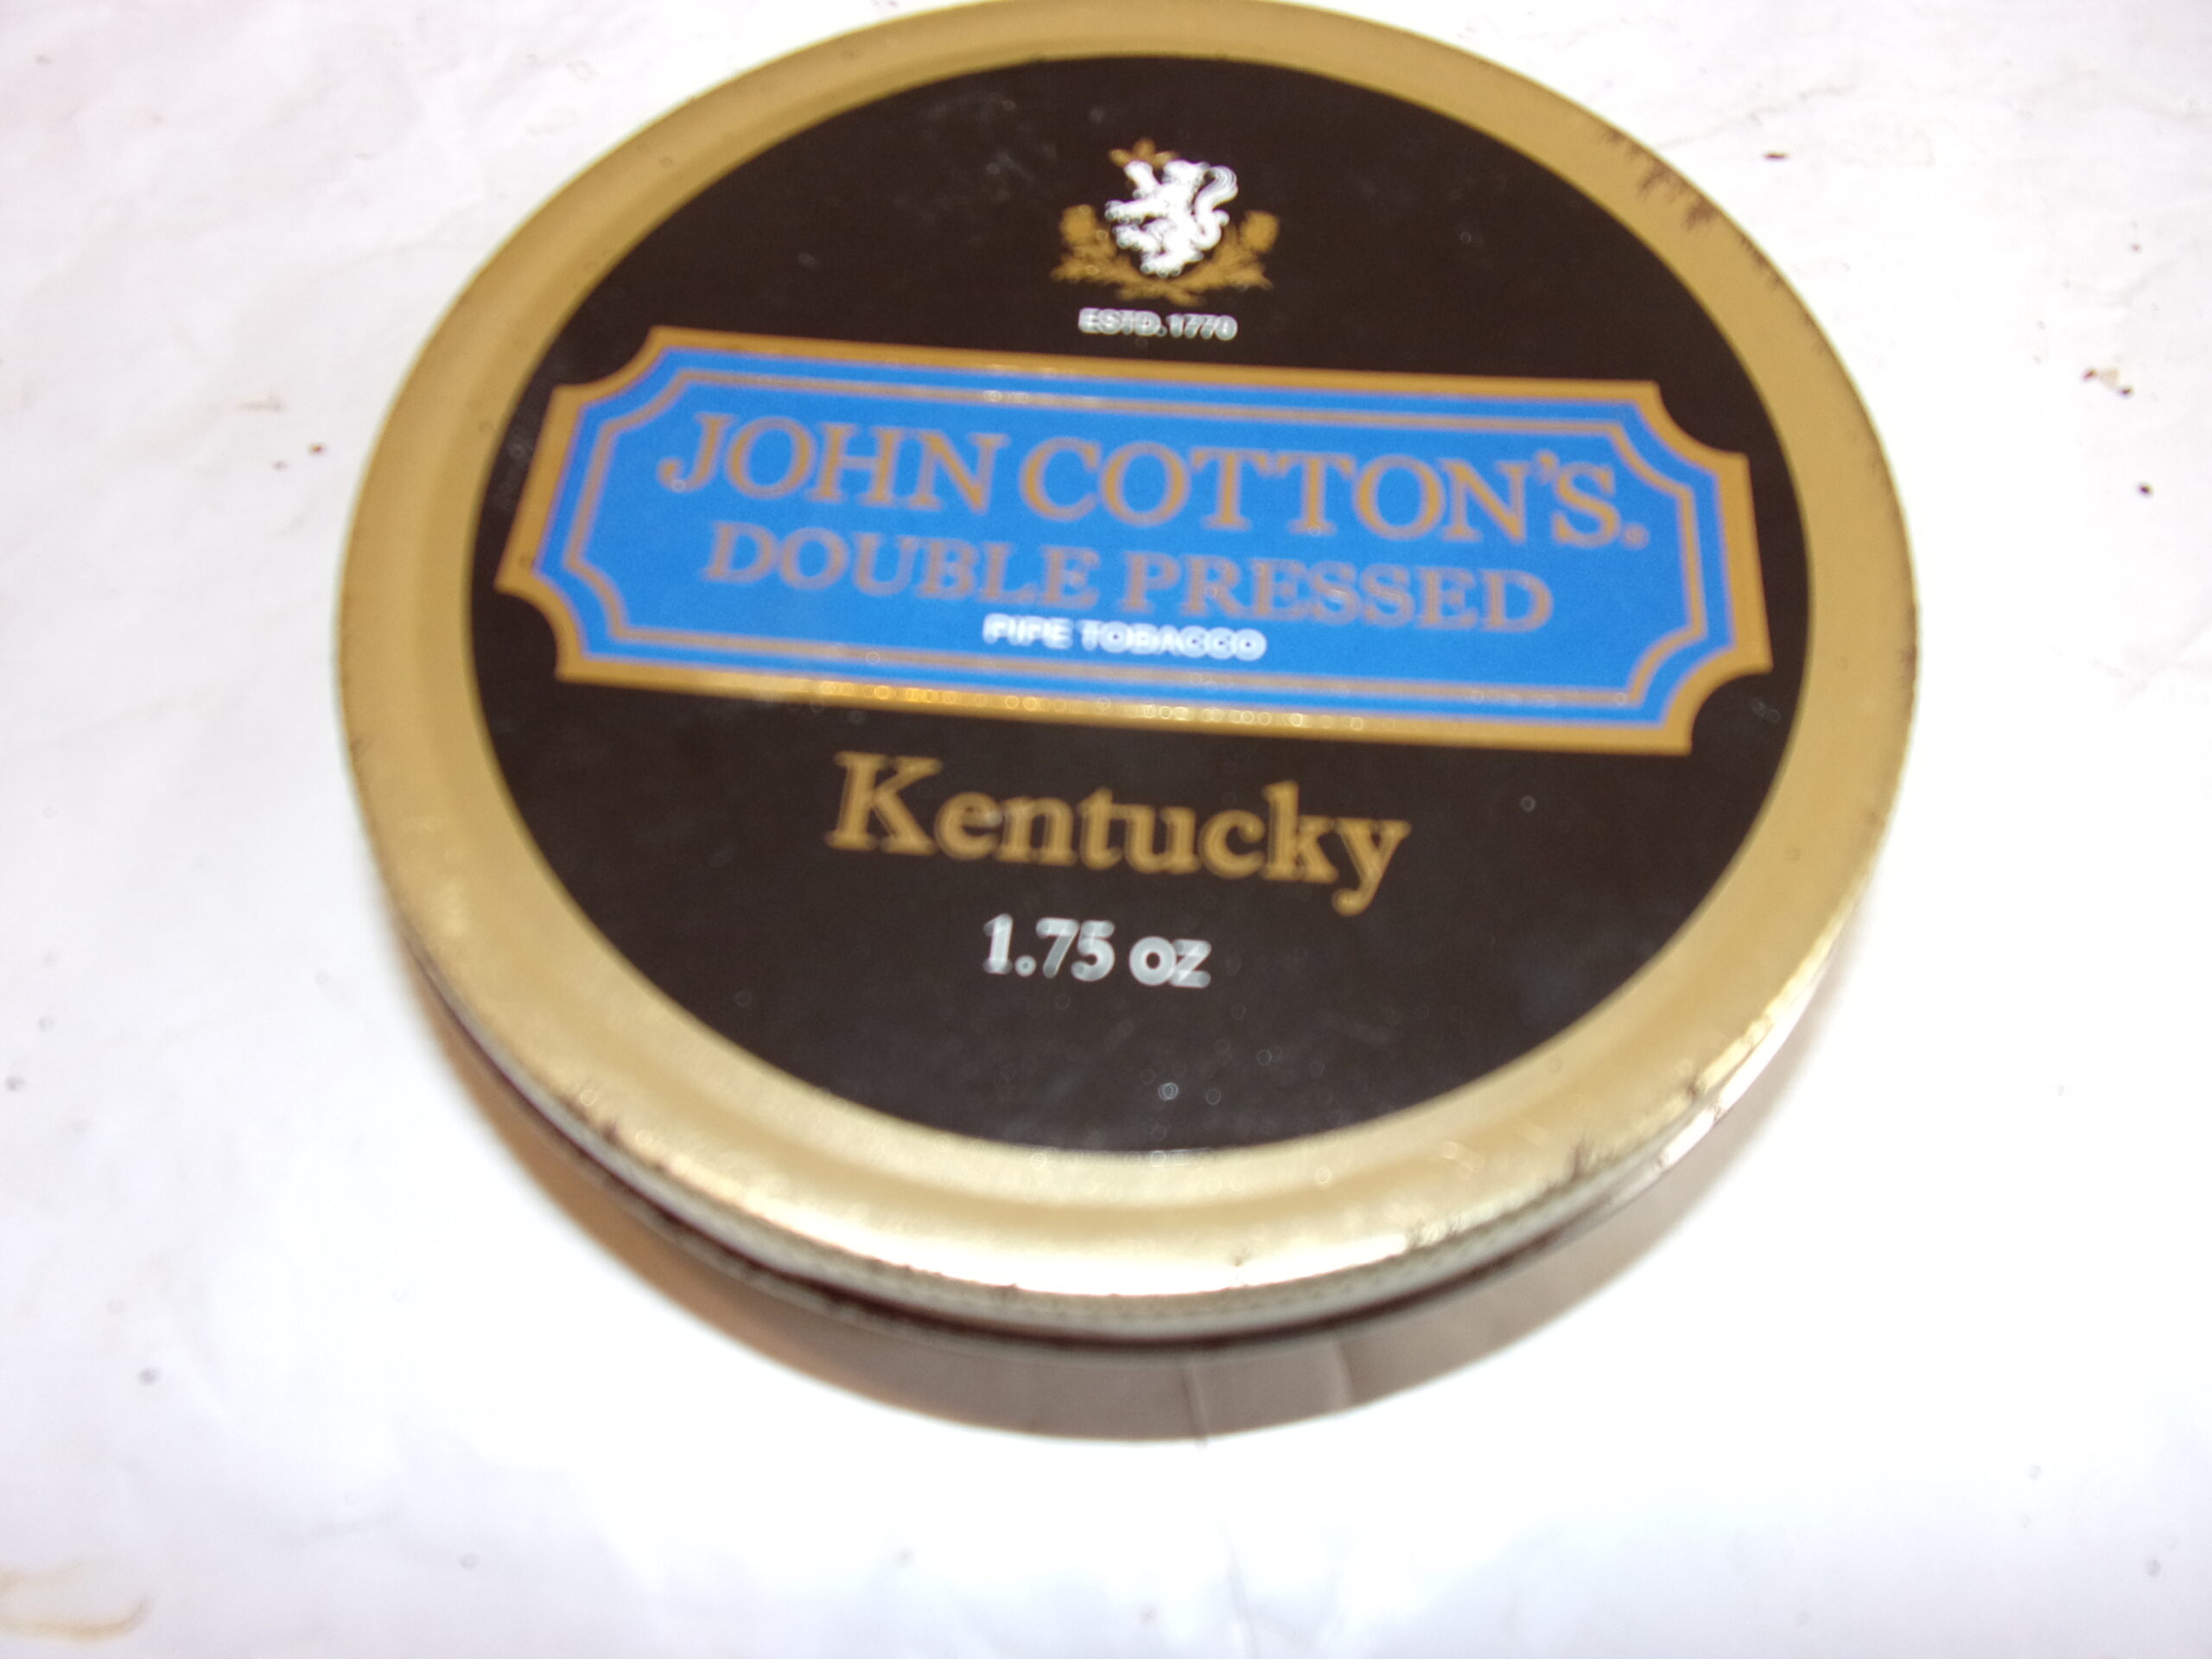 ESTD. 1770
JOHN COTTON'S.
DOUBLE PRESSED
PIPE TOBACCO
Kentucky
1.75 oz